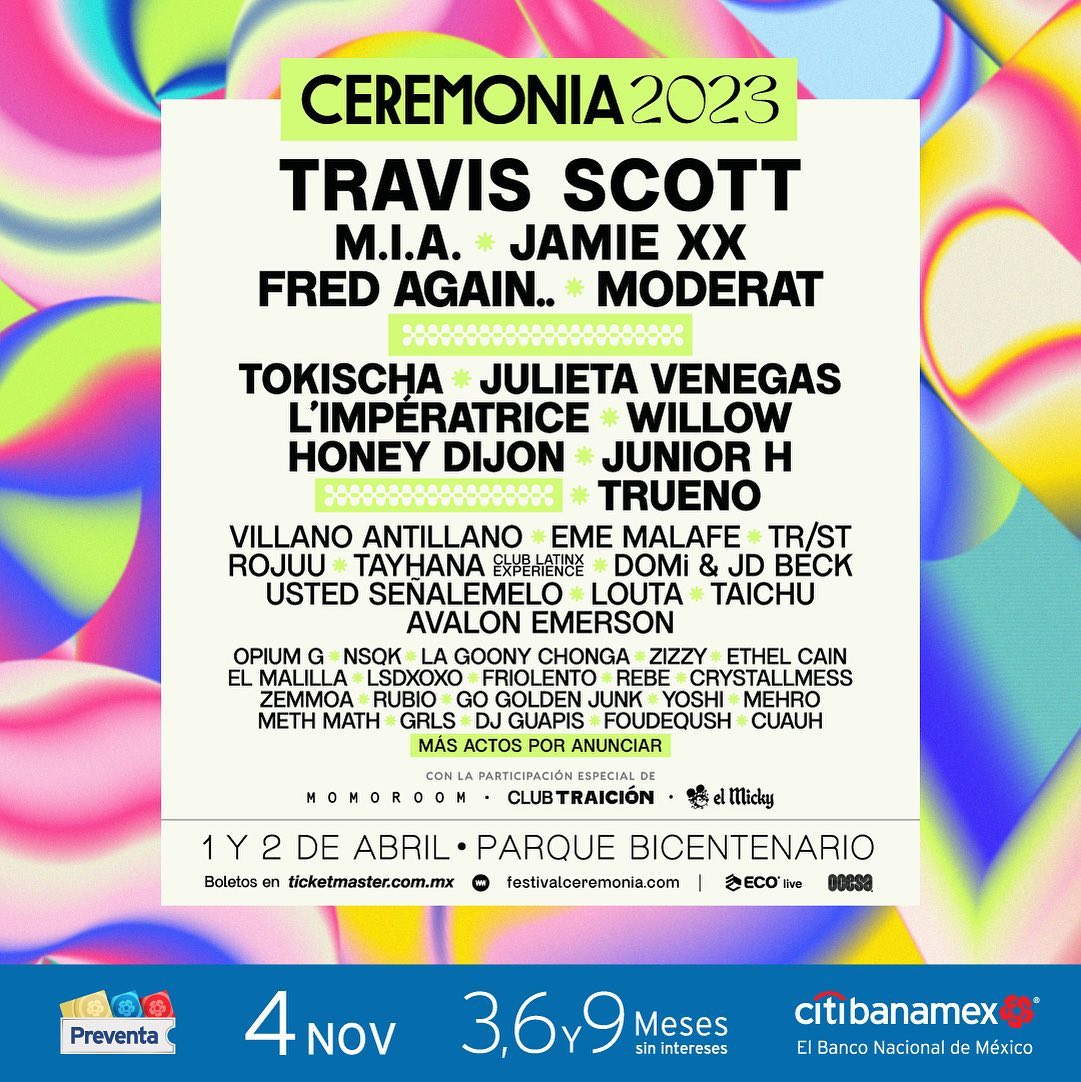 CEREMONIA 2023
TRAVIS SCOTT
M.I.A. * JAMIE XX
FRED AGAIN.. * MODERAT
TOKISCHA * JULIETA VENEGAS
L'IMPÉRATRICE * WILLOW
HONEY DIJON * JUNIOR H
* TRUENO
VILLANO ANTILLANO * EME MALAFE * TR/ST
ROJUU * TAYHANA CLUB LATINX EXPERIENCE * DOMi & JD BECK
USTED SEÑALEMELO * LOUTA * TAICHU
AVALON EMERSON
OPIUM G * NSQK * LA GOONY CHONGA * ZIZZY * ETHEL CAIN
EL MALILLA * LSDXOXO * FRIOLENTO * REBE * CRYSTALLMESS
ZEMMOA * RUBIO * GO GOLDEN JUNK * YOSHI * MEHRO
METH MATH * GRLS * DJ GUAPIS * FOUDEQUSH * CUAUH
MÁS ACTOS POR ANUNCIAR
CON LA PARTICIPACIÓN ESPECIAL DE
MOMOROOM · CLUB TRAICIÓN · el Micky
1 Y 2 DE ABRIL • PARQUE BICENTENARIO
Boletos en ticketmaster.com.mx festivalceremonia.com | ECO live ocesa
Preventa 4 NOV 3,6 Y 9 Meses sin intereses citibanamex
El Banco Nacional de México